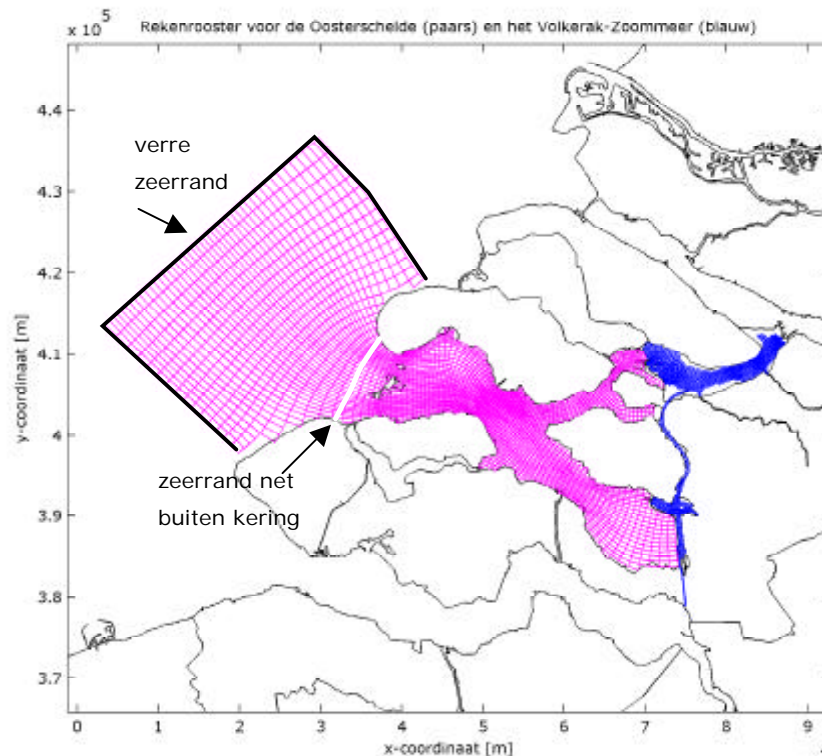 Rekenrooster voor de Oosterschelde (paars) en het Volkerak-Zoommeer (blauw)
x 10 5
4.4
4.3
4.2
4.1
4
3.9
3.8
3.7
y-coordinaat [m]
verre
zeerrand
zeerrand net
buiten kering
0 1 2 3 4 5 6 7 8 9
x-coordinaat [m]